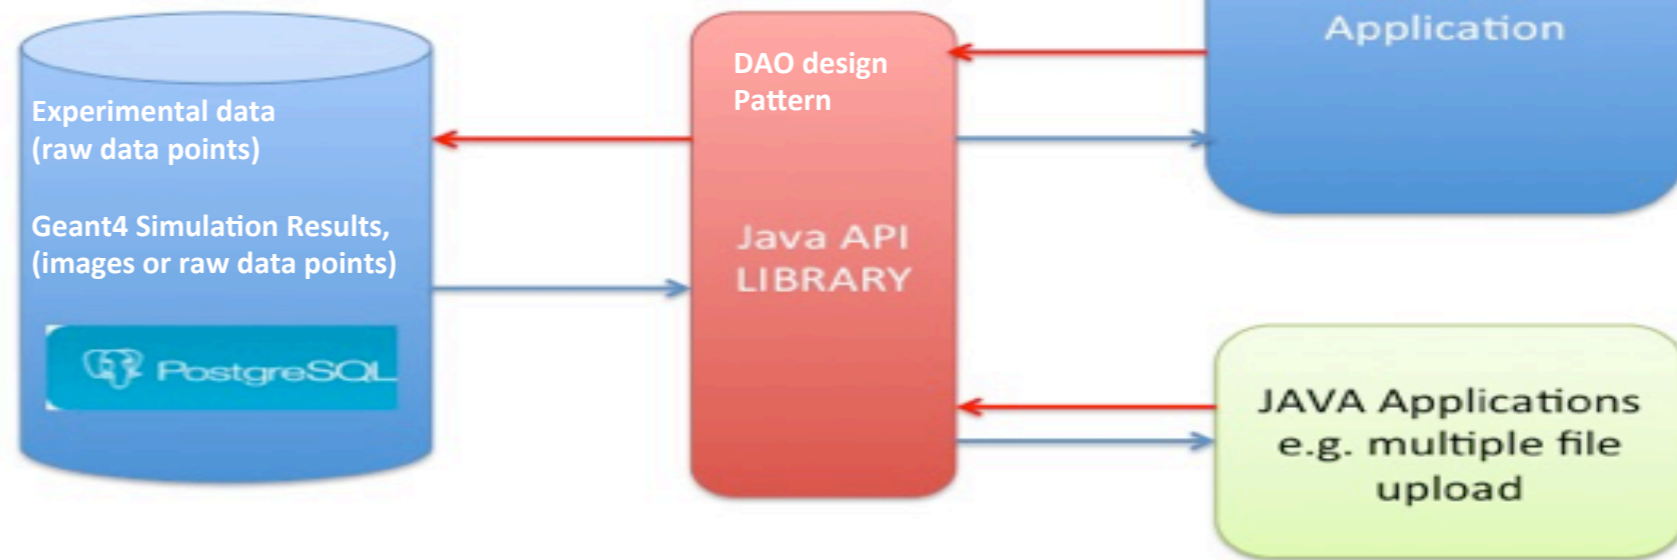 Experimental data
(raw data points)
Geant4 Simulation Results,
(images or raw data points)
PostgreSQL
DAO design
Pattern
Java API
LIBRARY
Application
JAVA Applications
e.g. multiple file
upload